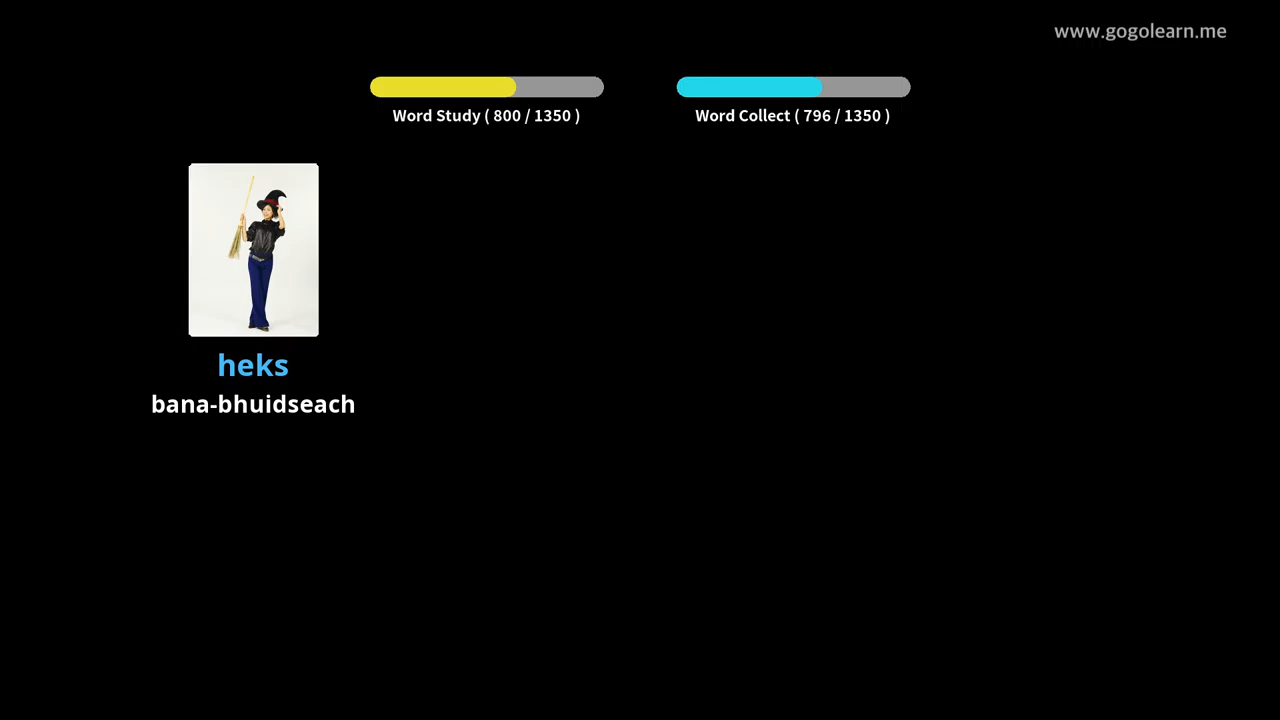 www.gogolearn.me
Word Study ( 800 / 1350 )
Word Collect ( 796 / 1350 )
heks
bana-bhuidseach